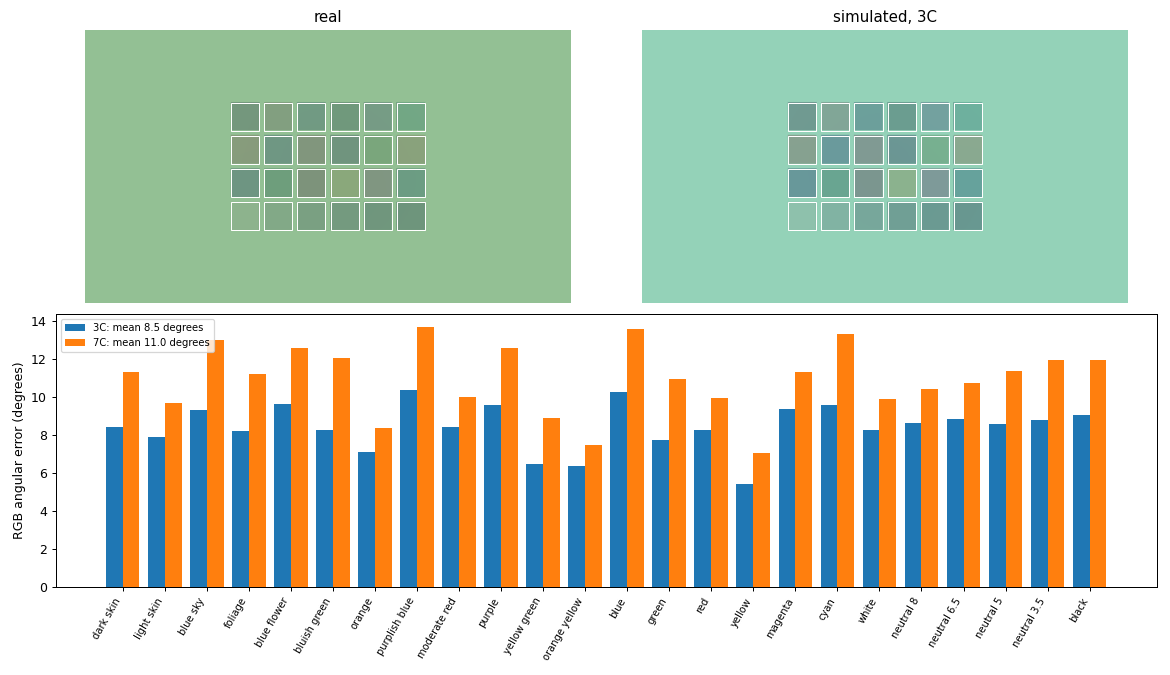 real
simulated, 3C
14
12
10
8
6
4
2
0
RGB angular error (degrees)
3C: mean 8.5 degrees
7C: mean 11.0 degrees
dark skin
light skin
blue sky
foliage
blue flower
bluish green
orange
purplish blue
moderate red
purple
yellow green
orange yellow
blue
green
red
yellow
magenta
cyan
white
neutral 8
neutral 6.5
neutral 5
neutral 3.5
black